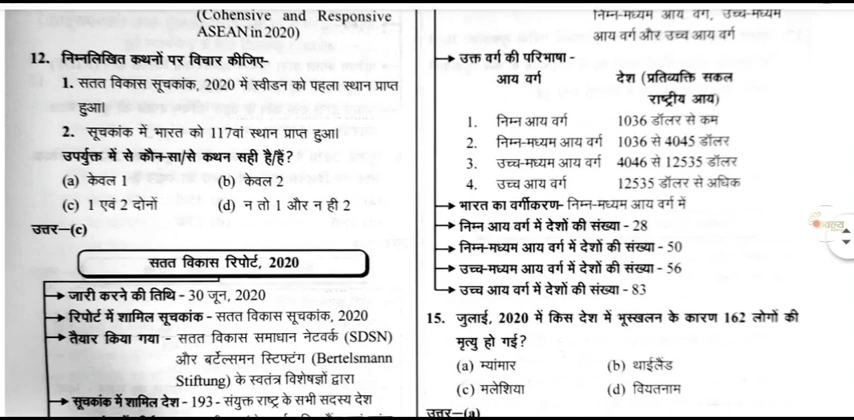 (Cohensive and Responsive
ASEAN in 2020)
12. निम्नलिखित कथनों पर विचार कीजिए-
1. सतत विकास सूचकांक, 2020 में स्वीडन को पहला स्थान प्राप्त
हुआ।
2. सूचकांक में भारत को 117वां स्थान प्राप्त हुआ।
उपर्युक्त में से कौन-सा/से कथन सही है/हैं?
(a) केवल 1 (b) केवल 2
(c) 1 एवं 2 दोनों (d) न तो 1 और न ही 2
उत्तर—(c)
सतत विकास रिपोर्ट, 2020
जारी करने की तिथि - 30 जून, 2020
रिपोर्ट में शामिल सूचकांक - सतत विकास सूचकांक, 2020
तैयार किया गया - सतत विकास समाधान नेटवर्क (SDSN)
और बर्टेल्समन स्टिफ्टंग (Bertelsmann
Stiftung) के स्वतंत्र विशेषज्ञों द्वारा
सूचकांक में शामिल देश - 193 - संयुक्त राष्ट्र के सभी सदस्य देश
निम्न-मध्यम आय वर्ग, उच्च-मध्यम
आय वर्ग और उच्च आय वर्ग
उक्त वर्ग की परिभाषा -
आय वर्ग देश (प्रतिव्यक्ति सकल
राष्ट्रीय आय)
1. निम्न आय वर्ग 1036 डॉलर से कम
2. निम्न-मध्यम आय वर्ग 1036 से 4045 डॉलर
3. उच्च-मध्यम आय वर्ग 4046 से 12535 डॉलर
4. उच्च आय वर्ग 12535 डॉलर से अधिक
भारत का वर्गीकरण- निम्न-मध्यम आय वर्ग में
निम्न आय वर्ग में देशों की संख्या - 28
निम्न-मध्यम आय वर्ग में देशों की संख्या - 50
उच्च-मध्यम आय वर्ग में देशों की संख्या - 56
उच्च आय वर्ग में देशों की संख्या - 83
15. जुलाई, 2020 में किस देश में भूस्खलन के कारण 162 लोगों की
मृत्यु हो गई?
(a) म्यांमार (b) थाईलैंड
(c) मलेशिया (d) वियतनाम
उत्तर—(a)